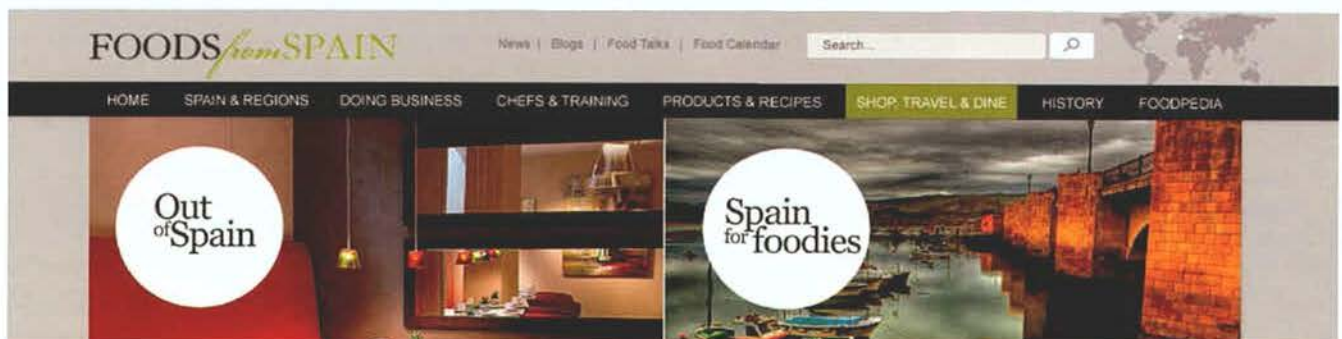 FOODS from SPAIN
News | Blogs | Food Talks | Food Calendar
Search...
HOME SPAIN & REGIONS DOING BUSINESS CHEFS & TRAINING PRODUCTS & RECIPES SHOP, TRAVEL & DINE HISTORY FOODPEDIA
Out
of Spain
Spain
for foodies